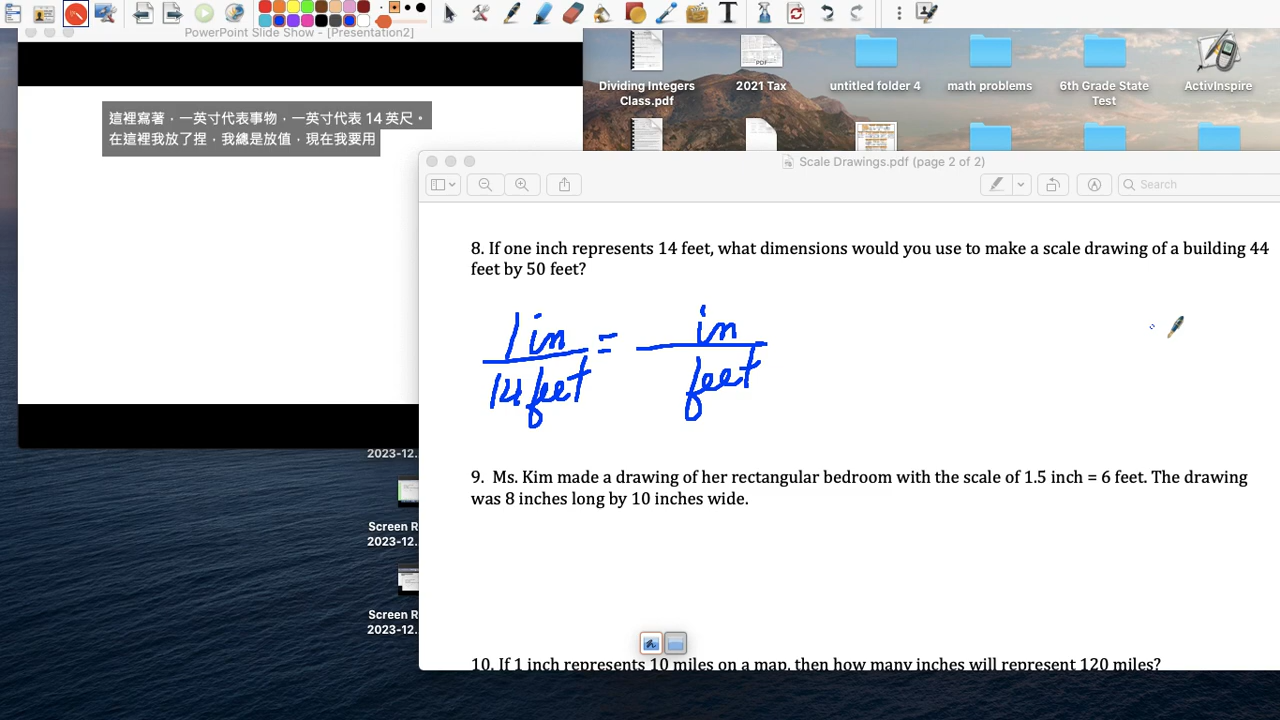 PowerPoint Slide Show - [Presentation2]
這裡寫著，一英寸代表事物，一英寸代表 14 英尺。
在這裡我放了捏，我總是放值，現在我要用
Dividing Integers
Class.pdf
PDF
2021 Tax
untitled folder 4
math problems
6th Grade State
Test
ActivInspire
Scale Drawings.pdf (page 2 of 2)
Search
8. If one inch represents 14 feet, what dimensions would you use to make a scale drawing of a building 44
feet by 50 feet?
1 in = in
14 feet feet
9. Ms. Kim made a drawing of her rectangular bedroom with the scale of 1.5 inch = 6 feet. The drawing
was 8 inches long by 10 inches wide.
10. If 1 inch represents 10 miles on a map, then how many inches will represent 120 miles?
2023-12.
Screen R
2023-12.
Screen R
2023-12.